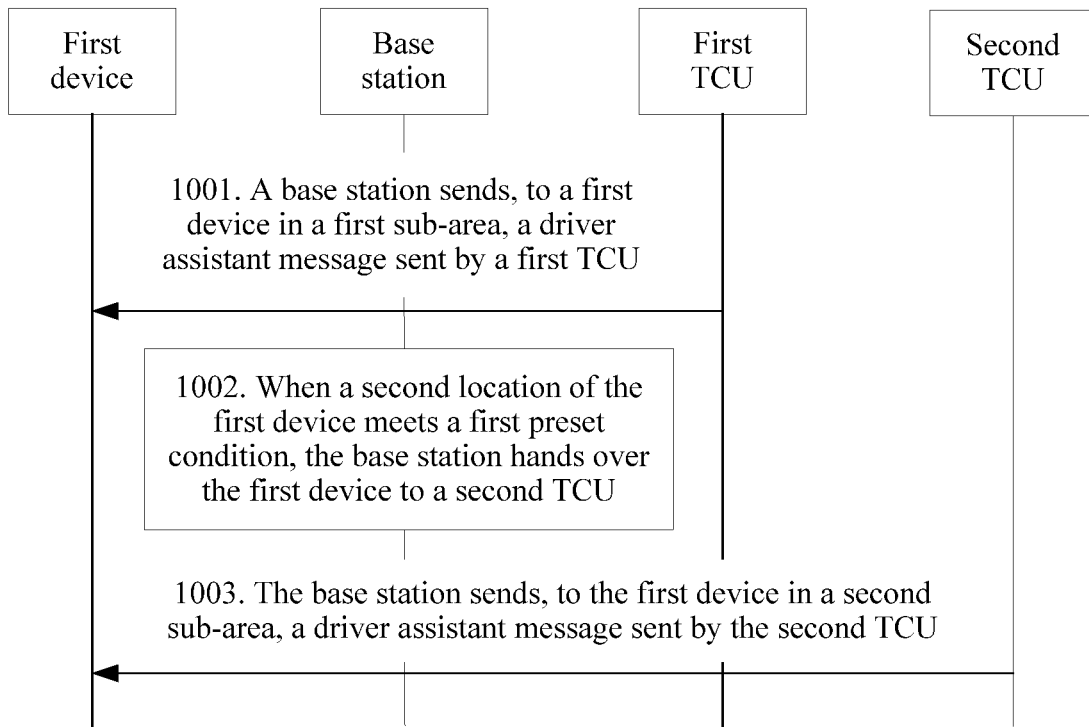 First
device
Base
station
First
TCU
Second
TCU
1001. A base station sends, to a first
device in a first sub-area, a driver
assistant message sent by a first TCU
1002. When a second location of the
first device meets a first preset
condition, the base station hands over
the first device to a second TCU
1003. The base station sends, to the first device in a second
sub-area, a driver assistant message sent by the second TCU